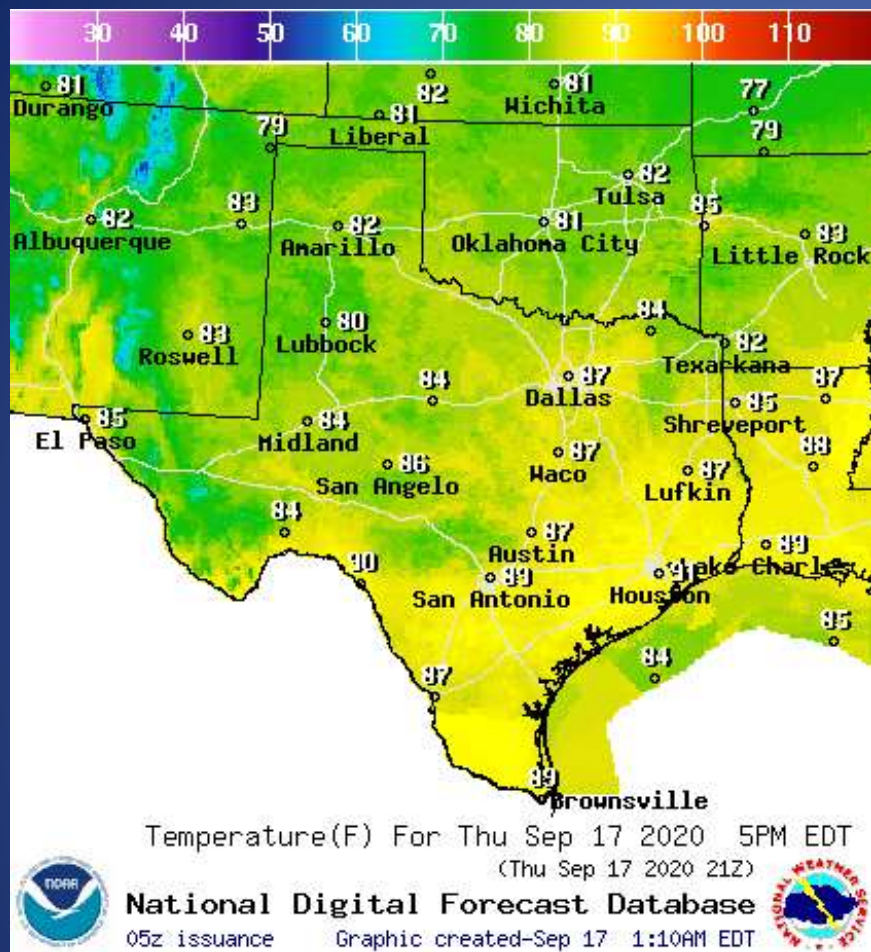 30 40 50 60 70 80 90 100 110
81 Durango
82
81 Wichita
77
81 Liberal
79
79
82 Tulsa
82 Albuquerque
83
82 Amarillo
81 Oklahoma City
85
83 Little Rock
80 Lubbock
83 Roswell
84
82 Texarkana
87 Dallas
84
85 Shreveport
87
85 El Paso
84 Midland
86 San Angelo
87 Waco
87 Lufkin
88
84
87 Austin
89 Lake Charles
90
89 San Antonio
91 Houston
85
84
87
89 Brownsville
Temperature(F) For Thu Sep 17 2020 5PM EDT
(Thu Sep 17 2020 21Z)
NOAA
National Digital Forecast Database
NATIONAL WEATHER SERVICE
05z issuance Graphic created-Sep 17 1:10AM EDT